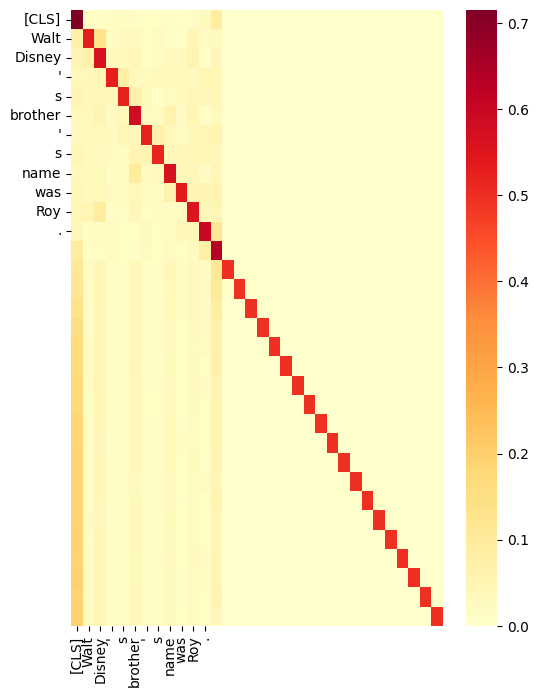 [CLS]
Walt
Disney
'
s
brother
'
s
name
was
Roy
.
0.7
0.6
0.5
0.4
0.3
0.2
0.1
0.0
[CLS]
Walt
Disney
'
s
brother
'
s
name
was
Roy
.